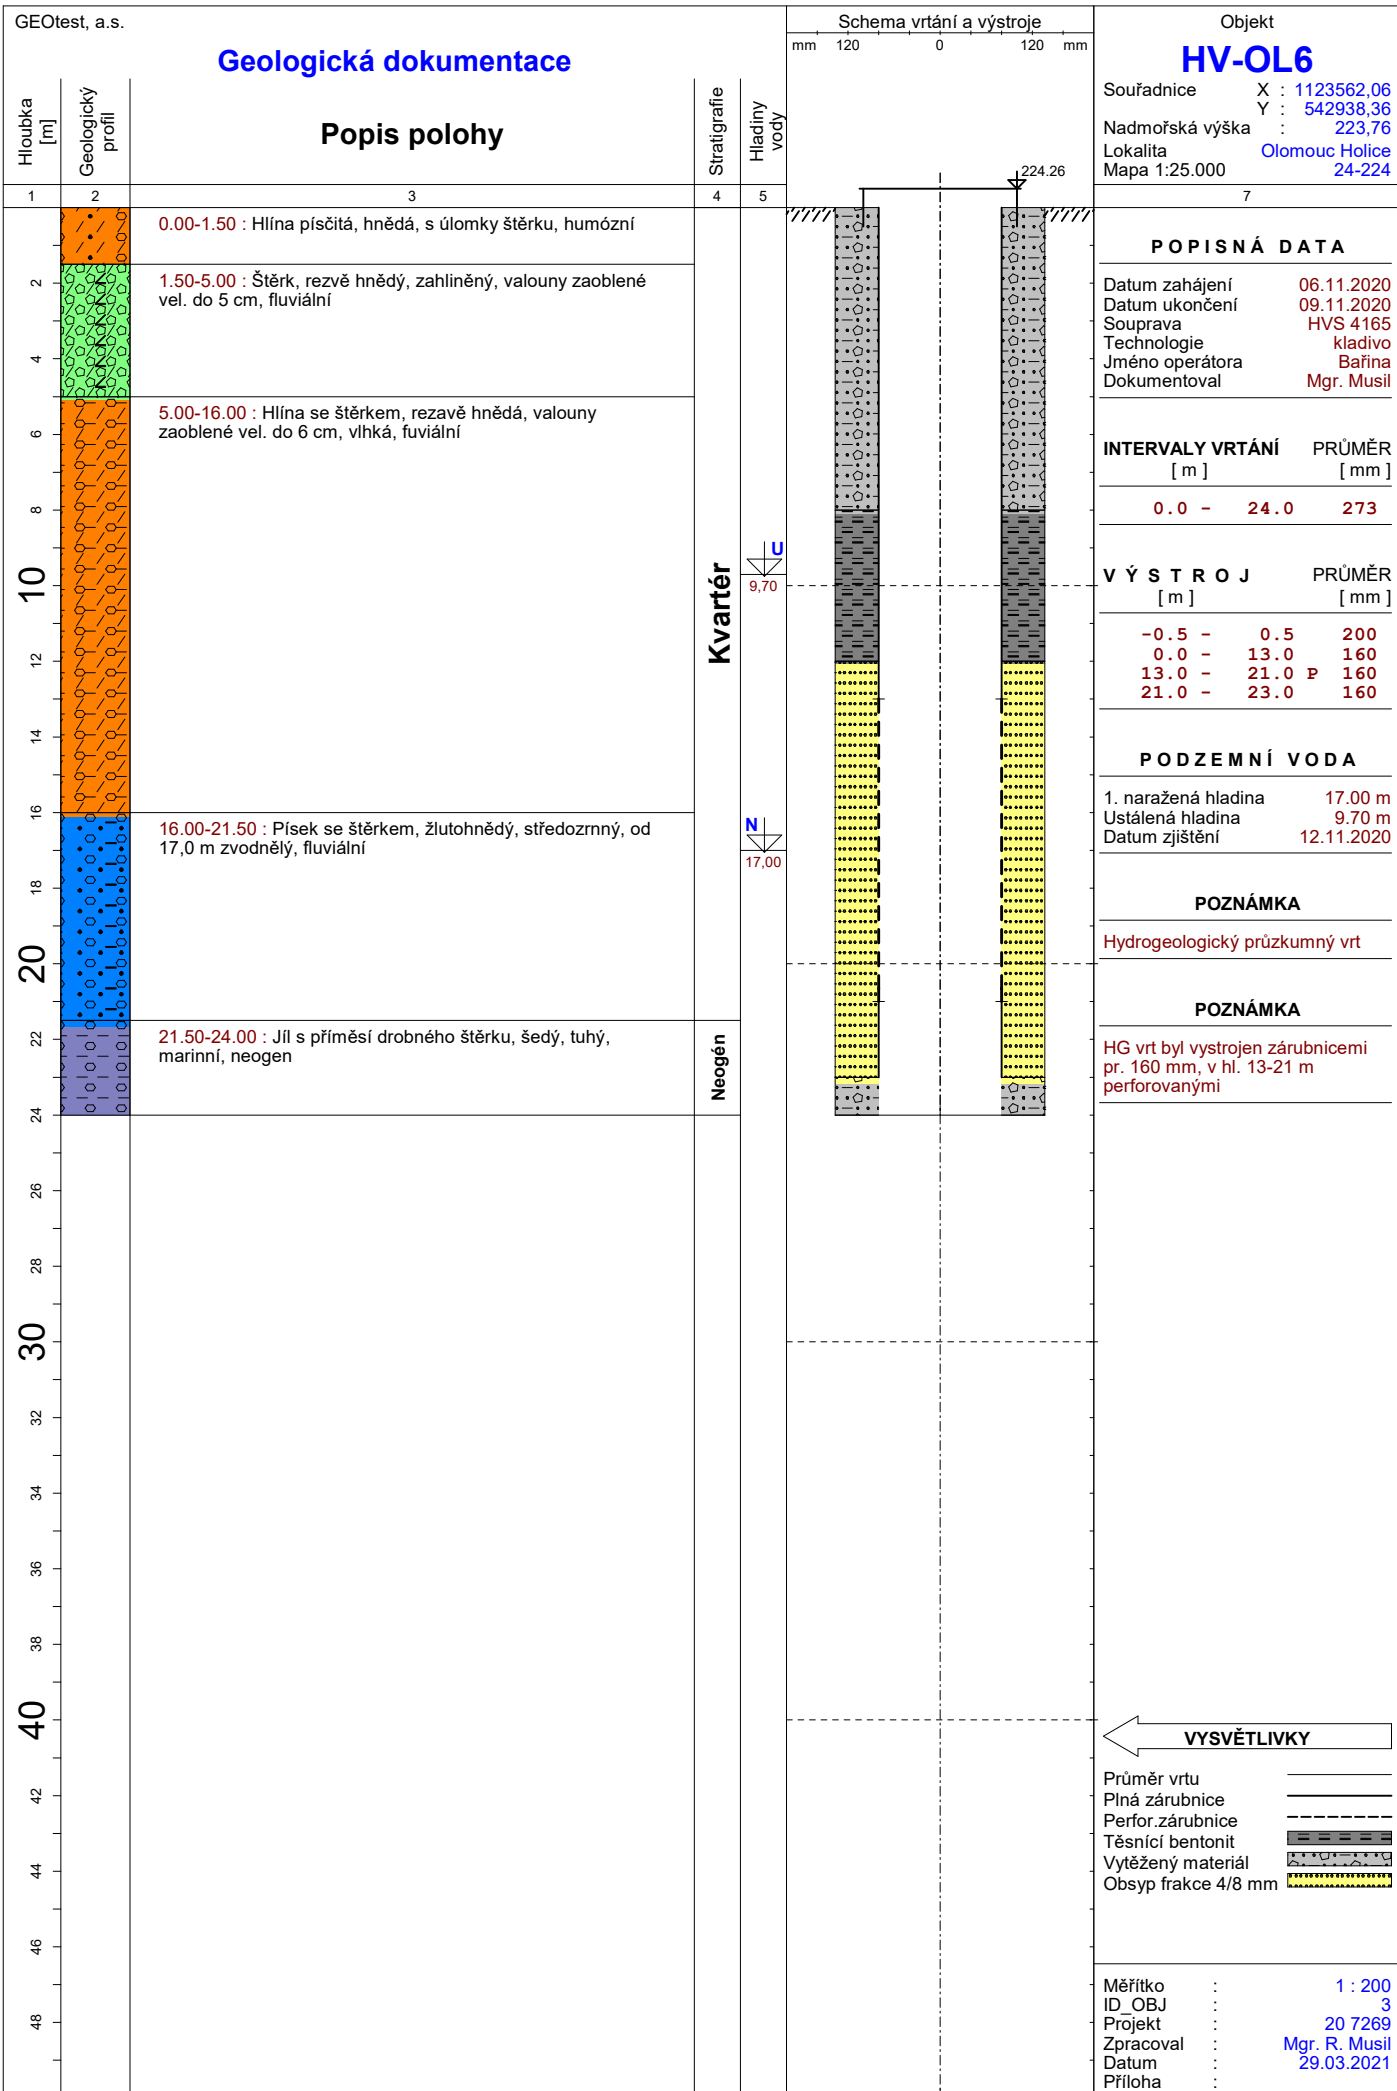 GEOtest, a.s.
Geologická dokumentace
Hloubka [m]
Geologický profil
Popis polohy
Stratigrafie
Hladiny vody
1
2
3
4
5
0.00-1.50 : Hlína písčitá, hnědá, s úlomky štěrku, humózní
1.50-5.00 : Štěrk, rezvě hnědý, zahliněný, valouny zaoblené
vel. do 5 cm, fluviální
5.00-16.00 : Hlína se štěrkem, rezavě hnědá, valouny
zaoblené vel. do 6 cm, vlhká, fuviální
16.00-21.50 : Písek se štěrkem, žlutohnědý, středozrnný, od
17,0 m zvodnělý, fluviální
21.50-24.00 : Jíl s příměsí drobného štěrku, šedý, tuhý,
marinní, neogen
2
4
6
8
10
12
14
16
18
20
22
24
26
28
30
32
34
36
38
40
42
44
46
48
Kvartér
Neogén
U
9,70
N
17,00
Schema vrtání a výstroje
mm 120 0 120 mm
224.26
Objekt
HV-OL6
Souřadnice X : 1123562,06
Y : 542938,36
Nadmořská výška : 223,76
Lokalita Olomouc Holice
Mapa 1:25.000 24-224
7
POPISNÁ DATA
Datum zahájení 06.11.2020
Datum ukončení 09.11.2020
Souprava HVS 4165
Technologie kladivo
Jméno operátora Bařina
Dokumentoval Mgr. Musil
INTERVALY VRTÁNÍ PRŮMĚR
[ m ] [ mm ]
0.0 - 24.0 273
VÝSTROJ PRŮMĚR
[ m ] [ mm ]
-0.5 - 0.5 200
0.0 - 13.0 160
13.0 - 21.0 P 160
21.0 - 23.0 160
PODZEMNÍ VODA
1. naražená hladina 17.00 m
Ustálená hladina 9.70 m
Datum zjištění 12.11.2020
POZNÁMKA
Hydrogeologický průzkumný vrt
POZNÁMKA
HG vrt byl vystrojen zárubnicemi
pr. 160 mm, v hl. 13-21 m
perforovanými
VYSVĚTLIVKY
Průměr vrtu
Plná zárubnice
Perfor.zárubnice
Těsnící bentonit
Vytěžený materiál
Obsyp frakce 4/8 mm
Měřítko : 1 : 200
ID_OBJ : 3
Projekt : 20 7269
Zpracoval : Mgr. R. Musil
Datum : 29.03.2021
Příloha :